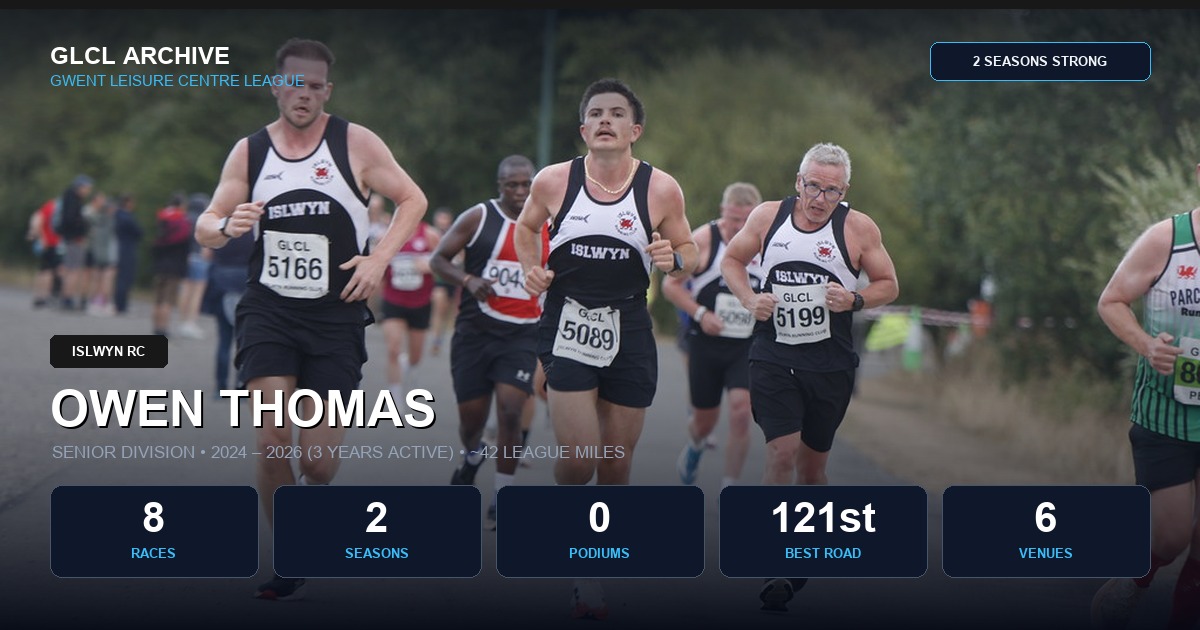 GLCL ARCHIVE
GWENT LEISURE CENTRE LEAGUE
2 SEASONS STRONG
ISLWYN
GLCL
5166
ISLWYN
GLCL
5089
ISLWYN
GLCL
5199
904
PARC
Run
ISLWYN RC
OWEN THOMAS
SENIOR DIVISION • 2024 – 2026 (3 YEARS ACTIVE) • ~42 LEAGUE MILES
8
RACES
2
SEASONS
0
PODIUMS
121st
BEST ROAD
6
VENUES